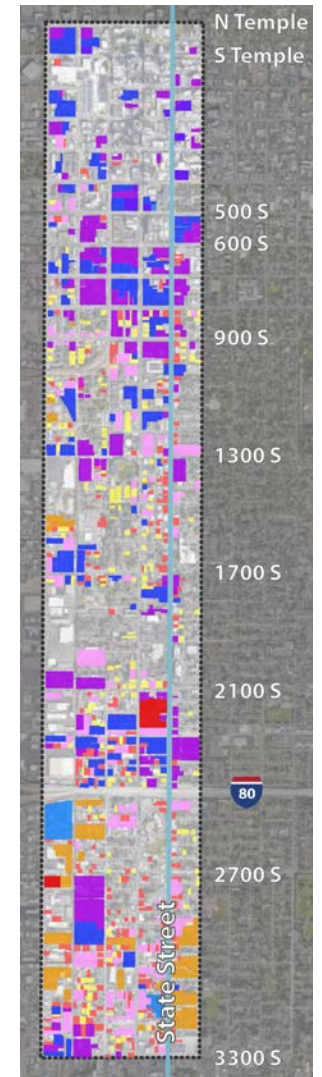 N Temple
S Temple
500 S
600 S
900 S
1300 S
1700 S
2100 S
80
2700 S
State Street
3300 S